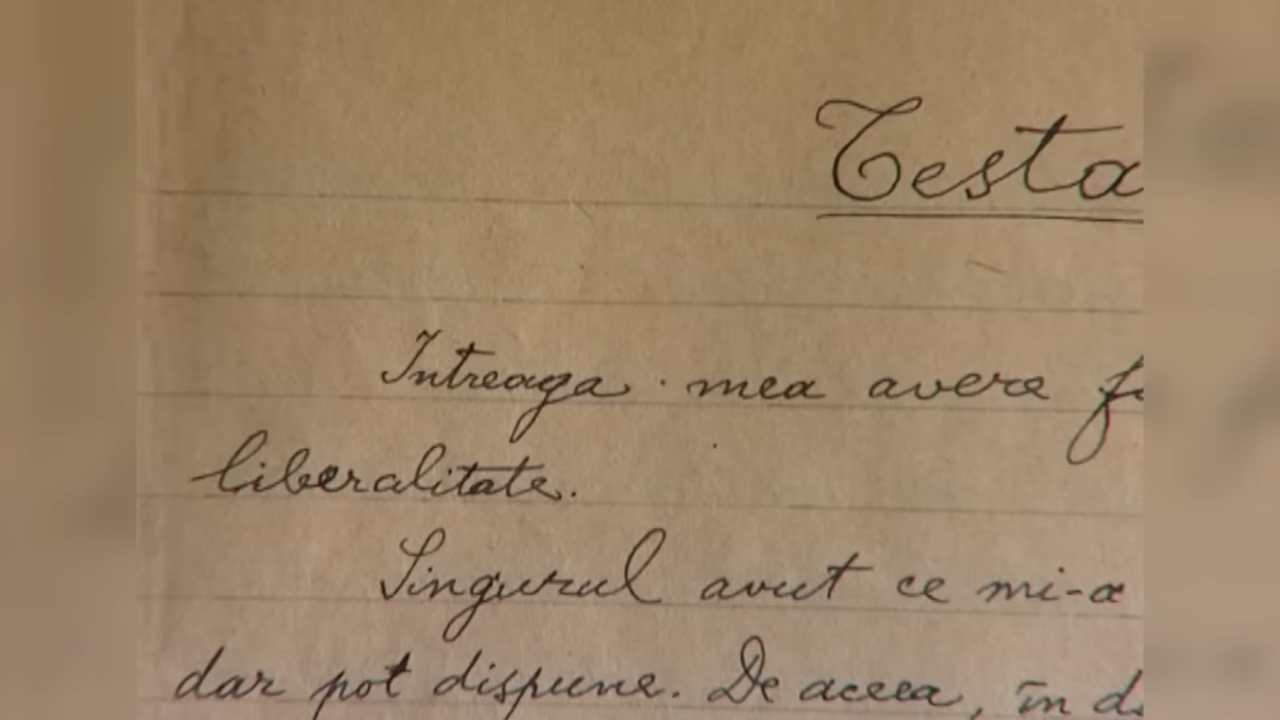 Testa
Intreaga mea avere f
liberalitate.
Singurul avut ce mi-a
dar pot dispune. De aceea, în d